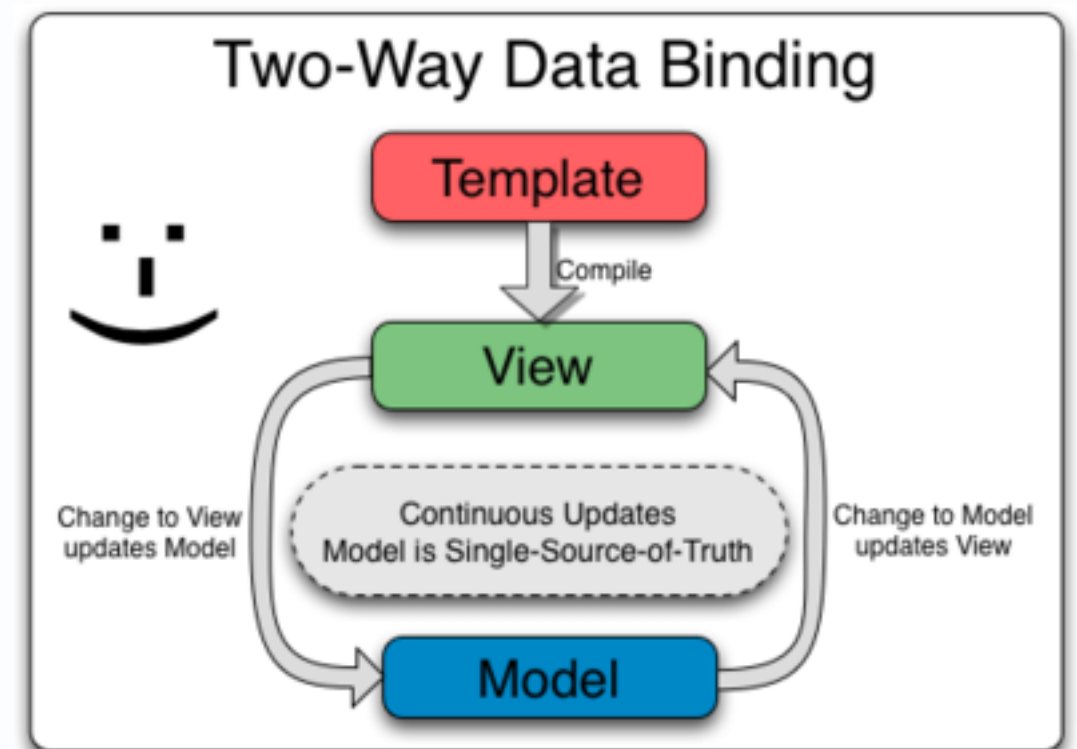 Two-Way Data Binding
Template
Compile
View
Continuous Updates
Model is Single-Source-of-Truth
Change to View
updates Model
Change to Model
updates View
Model